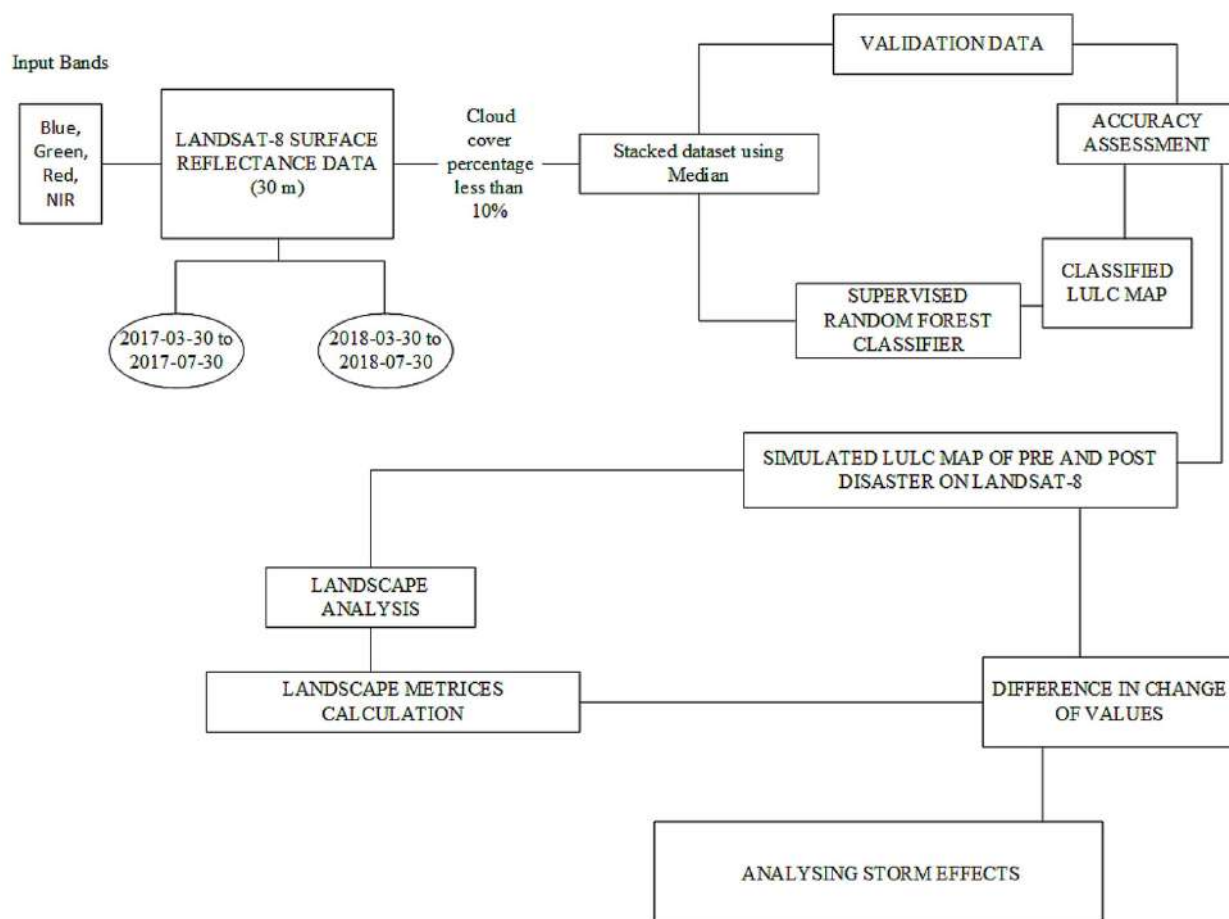 Input Bands
Blue,
Green,
Red,
NIR
LANDSAT-8 SURFACE
REFLECTANCE DATA
(30 m)
2017-03-30 to
2017-07-30
2018-03-30 to
2018-07-30
Cloud
cover
percentage
less than
10%
Stacked dataset using
Median
VALIDATION DATA
ACCURACY
ASSESSMENT
CLASSIFIED
LULC MAP
SUPERVISED
RANDOM FOREST
CLASSIFIER
SIMULATED LULC MAP OF PRE AND POST
DISASTER ON LANDSAT-8
LANDSCAPE
ANALYSIS
LANDSCAPE METRICES
CALCULATION
DIFFERENCE IN CHANGE
OF VALUES
ANALYSING STORM EFFECTS